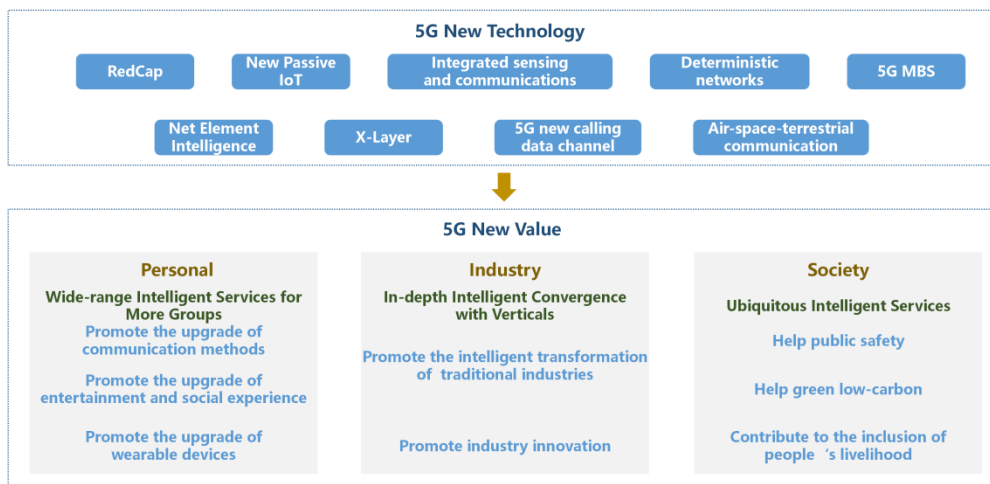 5G New Technology
RedCap
New Passive
IoT
Integrated sensing
and communications
Deterministic
networks
5G MBS
Net Element
Intelligence
X-Layer
5G new calling
data channel
Air-space-terrestrial
communication
5G New Value
Personal
Wide-range Intelligent Services for
More Groups
Promote the upgrade of
communication methods
Promote the upgrade of
entertainment and social experience
Promote the upgrade of
wearable devices
Industry
In-depth Intelligent Convergence
with Verticals
Promote the intelligent transformation
of traditional industries
Promote industry innovation
Society
Ubiquitous Intelligent Services
Help public safety
Help green low-carbon
Contribute to the inclusion of
people ‘s livelihood